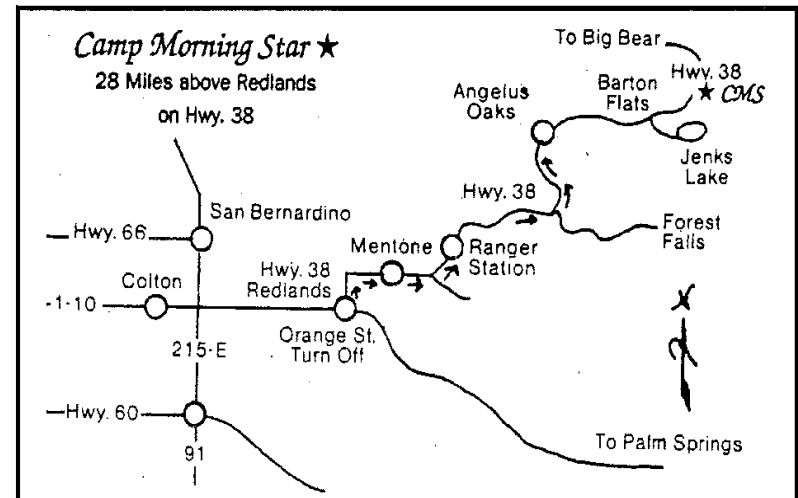 Camp Morning Star ★
28 Miles above Redlands
on Hwy. 38
To Big Bear
Hwy. 38
★ CMS
Barton
Flats
Angelus
Oaks
Jenks
Lake
Hwy. 38
San Bernardino
Hwy. 66
Mentone
Ranger
Station
Forest
Falls
Colton
Hwy. 38
Redlands
-1-10
Orange St.
Turn Off
215-E
Hwy. 60
91
To Palm Springs